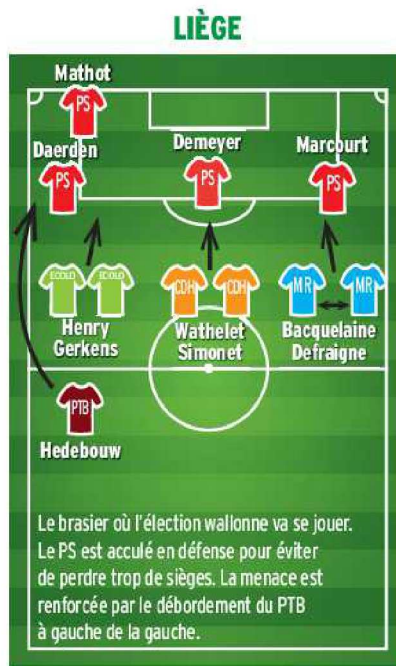 LIÈGE
Mathot
PS
Daerden
Demeyer
Marcourt
PS
PS
PS
ECOLO ECOLO
CDH CDH
MR MR
Henry
Gerkens
Wathelet
Simonet
Bacquelaine
Defraigne
PTB
Hedebouw
Le brasier où l'élection wallonne va se jouer.
Le PS est acculé en défense pour éviter
de perdre trop de sièges. La menace est
renforcée par le débordement du PTB
à gauche de la gauche.